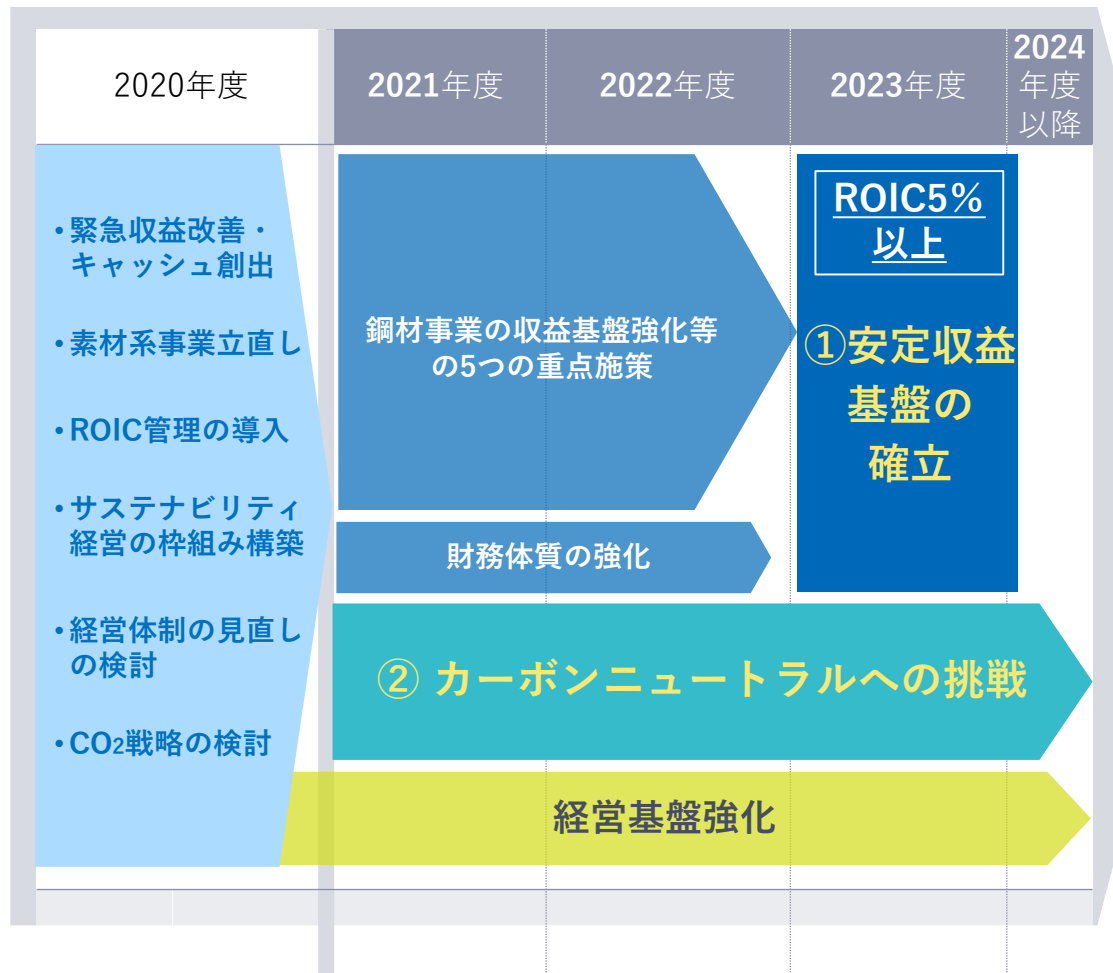 2020年度
2021年度
2022年度
2023年度
2024
年度
以降
・緊急収益改善・
キャッシュ創出
・素材系事業立直し
・ROIC管理の導入
・サステナビリティ
経営の枠組み構築
・経営体制の見直し
の検討
・CO₂戦略の検討
鋼材事業の収益基盤強化等
の5つの重点施策
財務体質の強化
ROIC5%
以上
①安定収益
基盤の
確立
② カーボンニュートラルへの挑戦
経営基盤強化